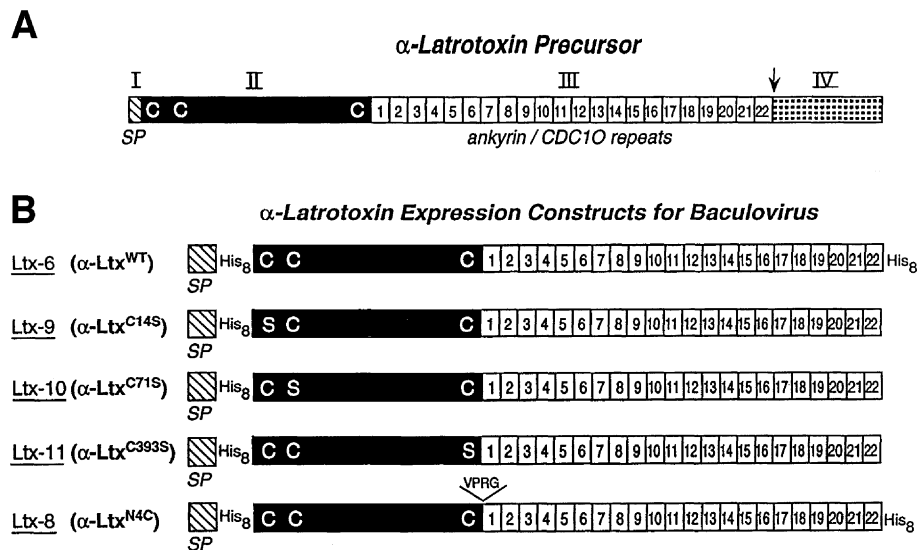 A
α-Latrotoxin Precursor
I II III IV
C C C 1 2 3 4 5 6 7 8 9 10 11 12 13 14 15 16 17 18 19 20 21 22
SP ankyrin / CDC1O repeats
B
α-Latrotoxin Expression Constructs for Baculovirus
Ltx-6 (α-Ltx^WT) His8 C C C 1 2 3 4 5 6 7 8 9 10 11 12 13 14 15 16 17 18 19 20 21 22 His8
SP
Ltx-9 (α-Ltx^C14S) His8 S C C 1 2 3 4 5 6 7 8 9 10 11 12 13 14 15 16 17 18 19 20 21 22
SP
Ltx-10 (α-Ltx^C71S) His8 C S C 1 2 3 4 5 6 7 8 9 10 11 12 13 14 15 16 17 18 19 20 21 22
SP
Ltx-11 (α-Ltx^C393S) His8 C C S 1 2 3 4 5 6 7 8 9 10 11 12 13 14 15 16 17 18 19 20 21 22
SP
VPRG
Ltx-8 (α-Ltx^N4C) His8 C C C 1 2 3 4 5 6 7 8 9 10 11 12 13 14 15 16 17 18 19 20 21 22 His8
SP